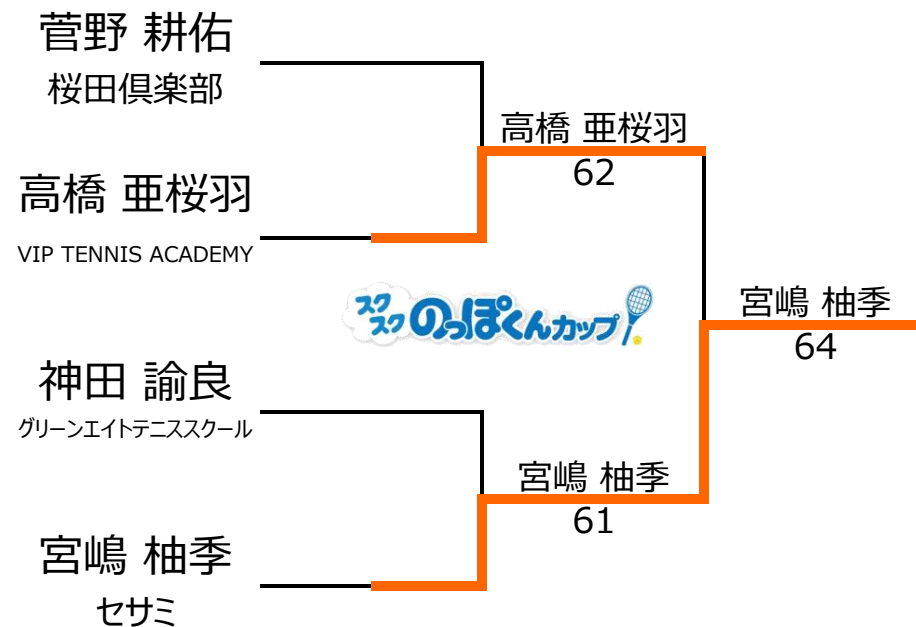 菅野 耕佑
桜田倶楽部
高橋 亜桜羽
62
高橋 亜桜羽
VIP TENNIS ACADEMY
スクスクのっぽくんカップ!
宮嶋 柚季
64
神田 諭良
グリーンエイトテニススクール
宮嶋 柚季
61
宮嶋 柚季
セサミ